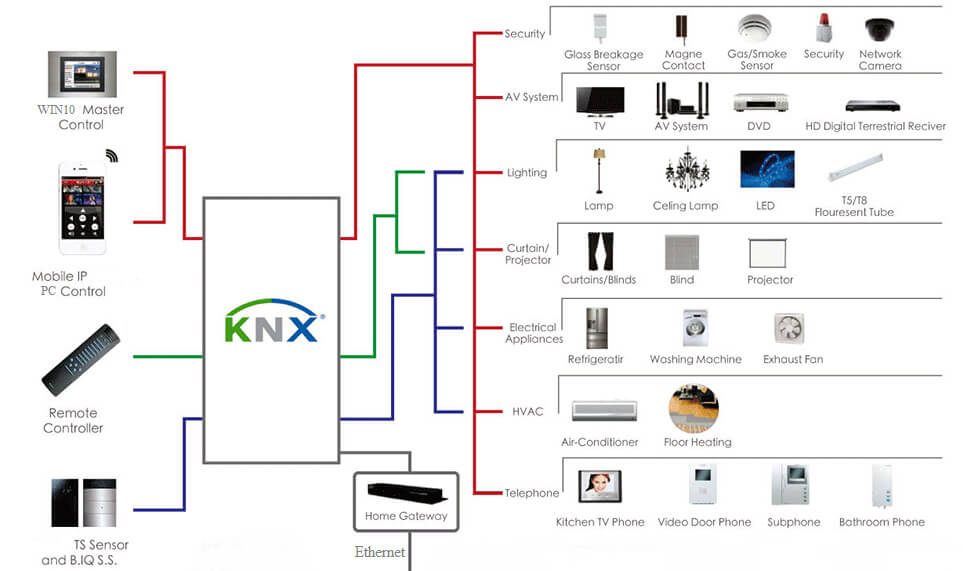 WIN10 Master
Control
Mobile IP
PC Control
Remote
Controller
TS Sensor
and B.IQ S.S.
KNX®
Home Gateway
Ethernet
Security
Glass Breakage
Sensor
Magne
Contact
Gas/Smoke
Sensor
Security
Network
Camera
AV System
TV
AV System
DVD
HD Digital Terrestrial Reciver
Lighting
Lamp
Celing Lamp
LED
T5/T8
Flouresent Tube
Curtain/
Projector
Curtains/Blinds
Blind
Projector
Electrical
Appliances
Refrigeratir
Washing Machine
Exhaust Fan
HVAC
Air-Conditioner
Floor Heating
Telephone
Kitchen TV Phone
Video Door Phone
Subphone
Bathroom Phone